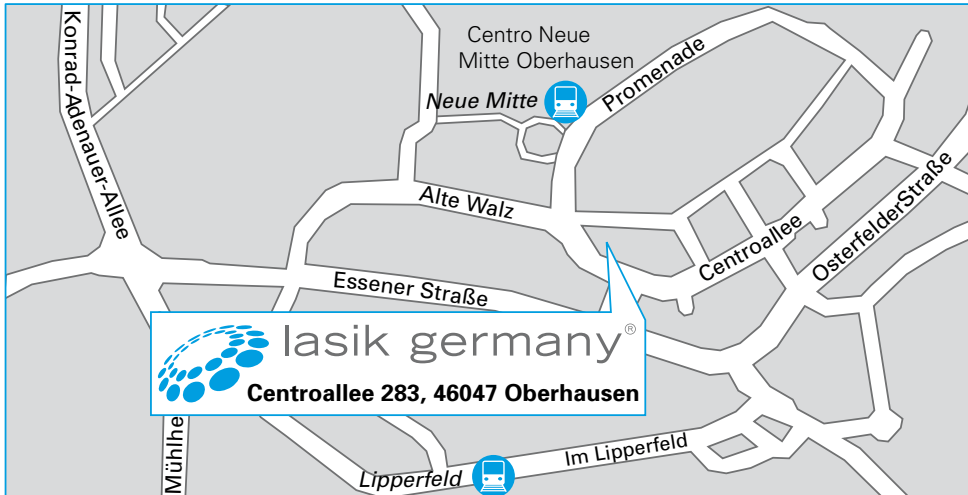 Konrad-Adenauer-Allee
Centro Neue
Mitte Oberhausen
Neue Mitte
Promenade
Alte Walz
Centroallee
OsterfelderStraße
Essener Straße
lasik germany®
Centroallee 283, 46047 Oberhausen
Mülhe
Lipperfeld
Im Lipperfeld